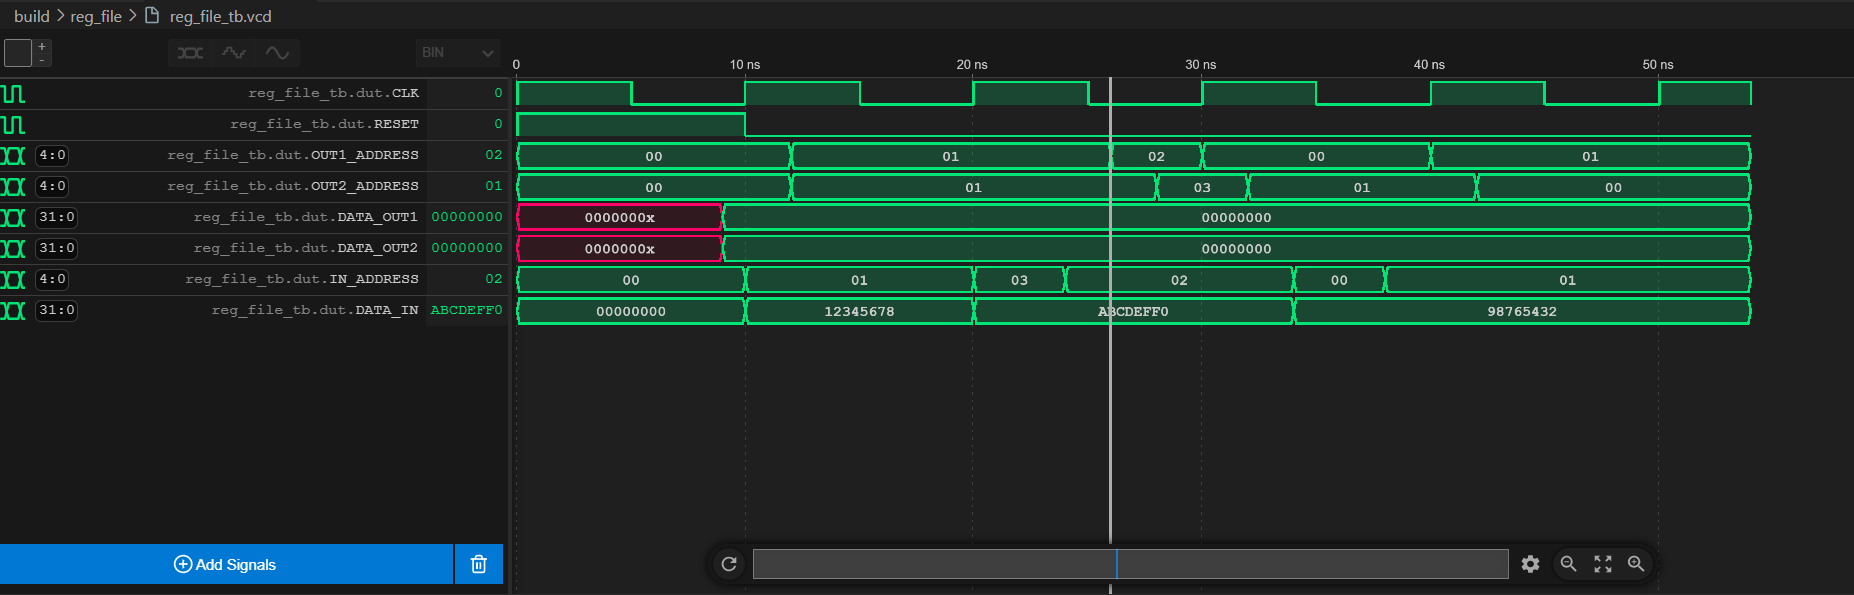 build > reg_file > reg_file_tb.vcd
+
-
BIN
0 10 ns 20 ns 30 ns 40 ns 50 ns
reg_file_tb.dut.CLK 0
reg_file_tb.dut.RESET 0
4:0 reg_file_tb.dut.OUT1_ADDRESS 02 00 01 02 00 01
4:0 reg_file_tb.dut.OUT2_ADDRESS 01 00 01 03 01 00
31:0 reg_file_tb.dut.DATA_OUT1 00000000 0000000x 00000000
31:0 reg_file_tb.dut.DATA_OUT2 00000000 0000000x 00000000
4:0 reg_file_tb.dut.IN_ADDRESS 02 00 01 03 02 00 01
31:0 reg_file_tb.dut.DATA_IN ABCDEFF0 00000000 12345678 ABCDEFF0 98765432
Add Signals